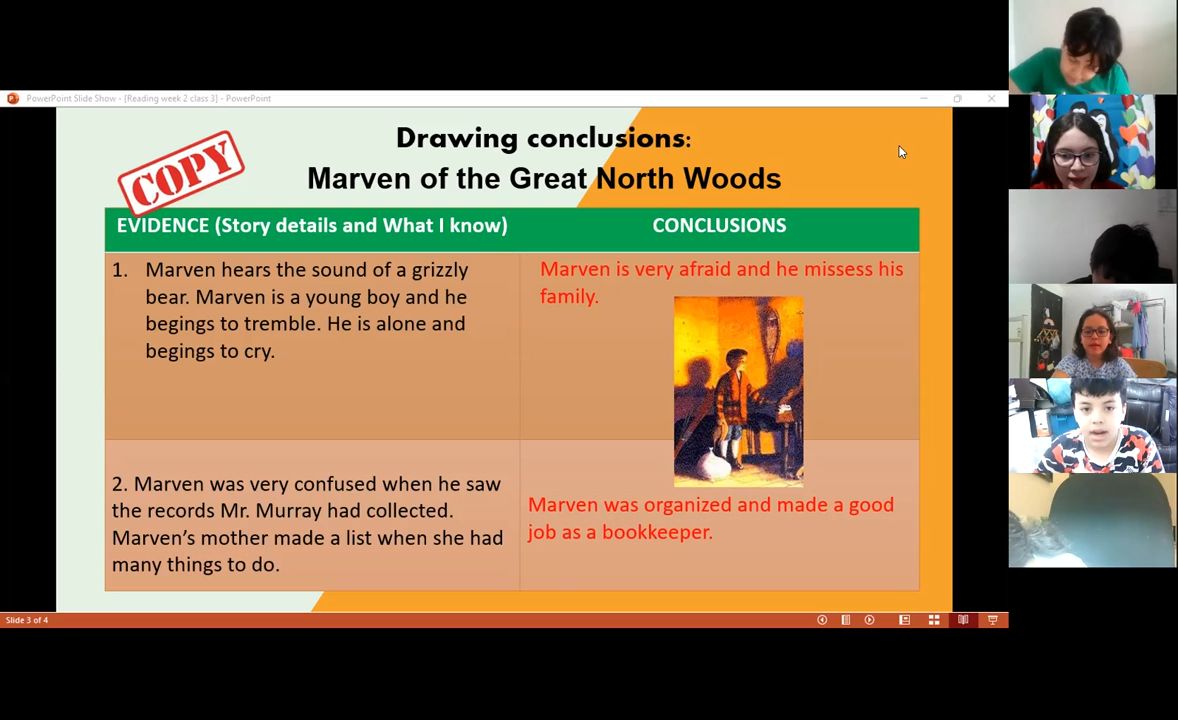 PowerPoint Slide Show - [Reading week 2 class 3] - PowerPoint
COPY
Drawing conclusions:
Marven of the Great North Woods
EVIDENCE (Story details and What I know)
CONCLUSIONS
1. Marven hears the sound of a grizzly
bear. Marven is a young boy and he
begings to tremble. He is alone and
begings to cry.
Marven is very afraid and he missess his
family.
2. Marven was very confused when he saw
the records Mr. Murray had collected.
Marven’s mother made a list when she had
many things to do.
Marven was organized and made a good
job as a bookkeeper.
Slide 3 of 4